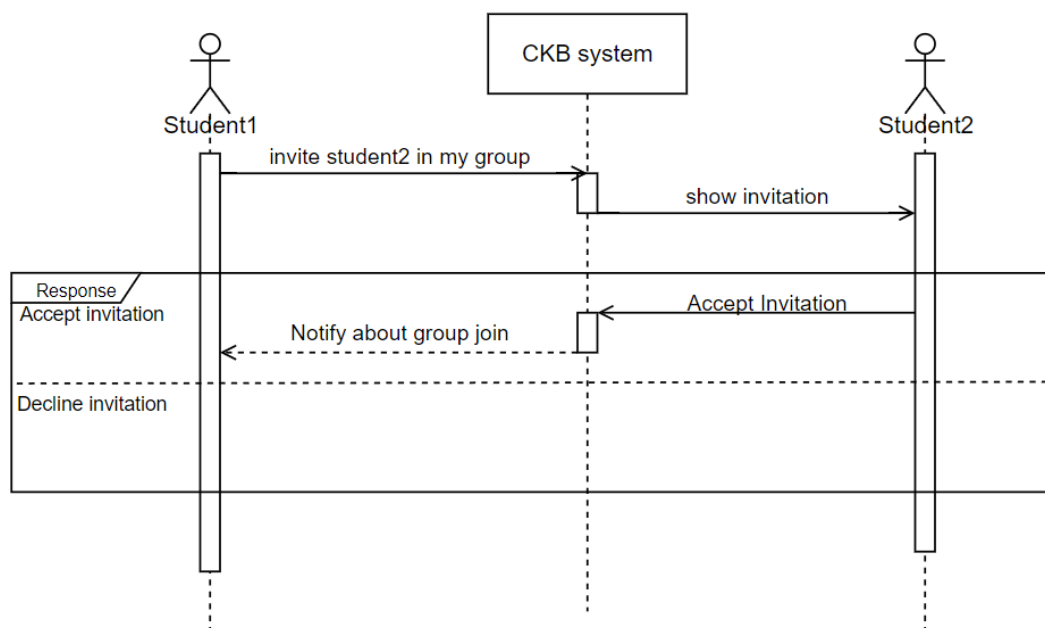 CKB system
Student1
Student2
invite student2 in my group
show invitation
Response
Accept invitation
Accept Invitation
Notify about group join
Decline invitation